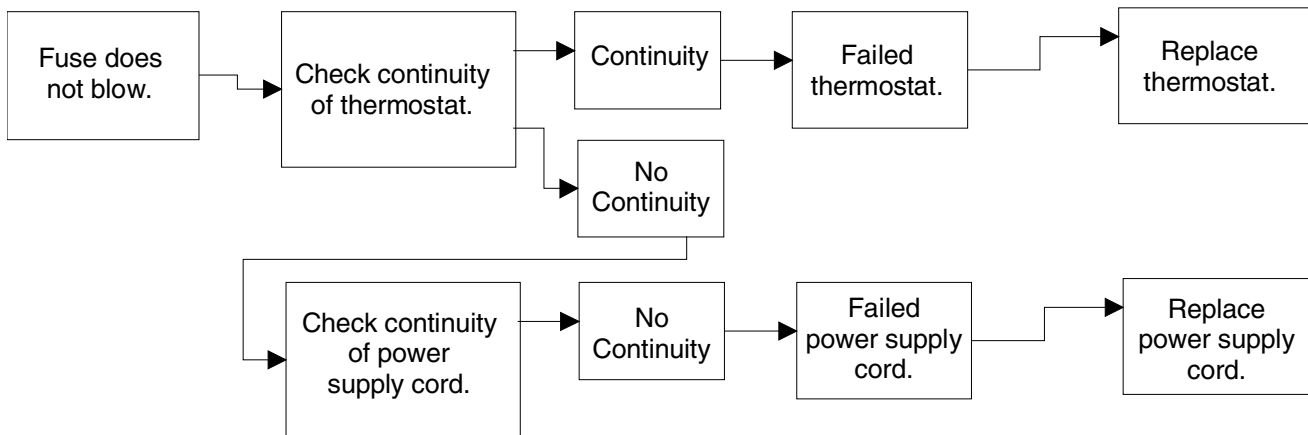 Fuse does
not blow.
Check continuity
of thermostat.
Continuity
Failed
thermostat.
Replace
thermostat.
No
Continuity
Check continuity
of power
supply cord.
No
Continuity
Failed
power supply
cord.
Replace
power supply
cord.